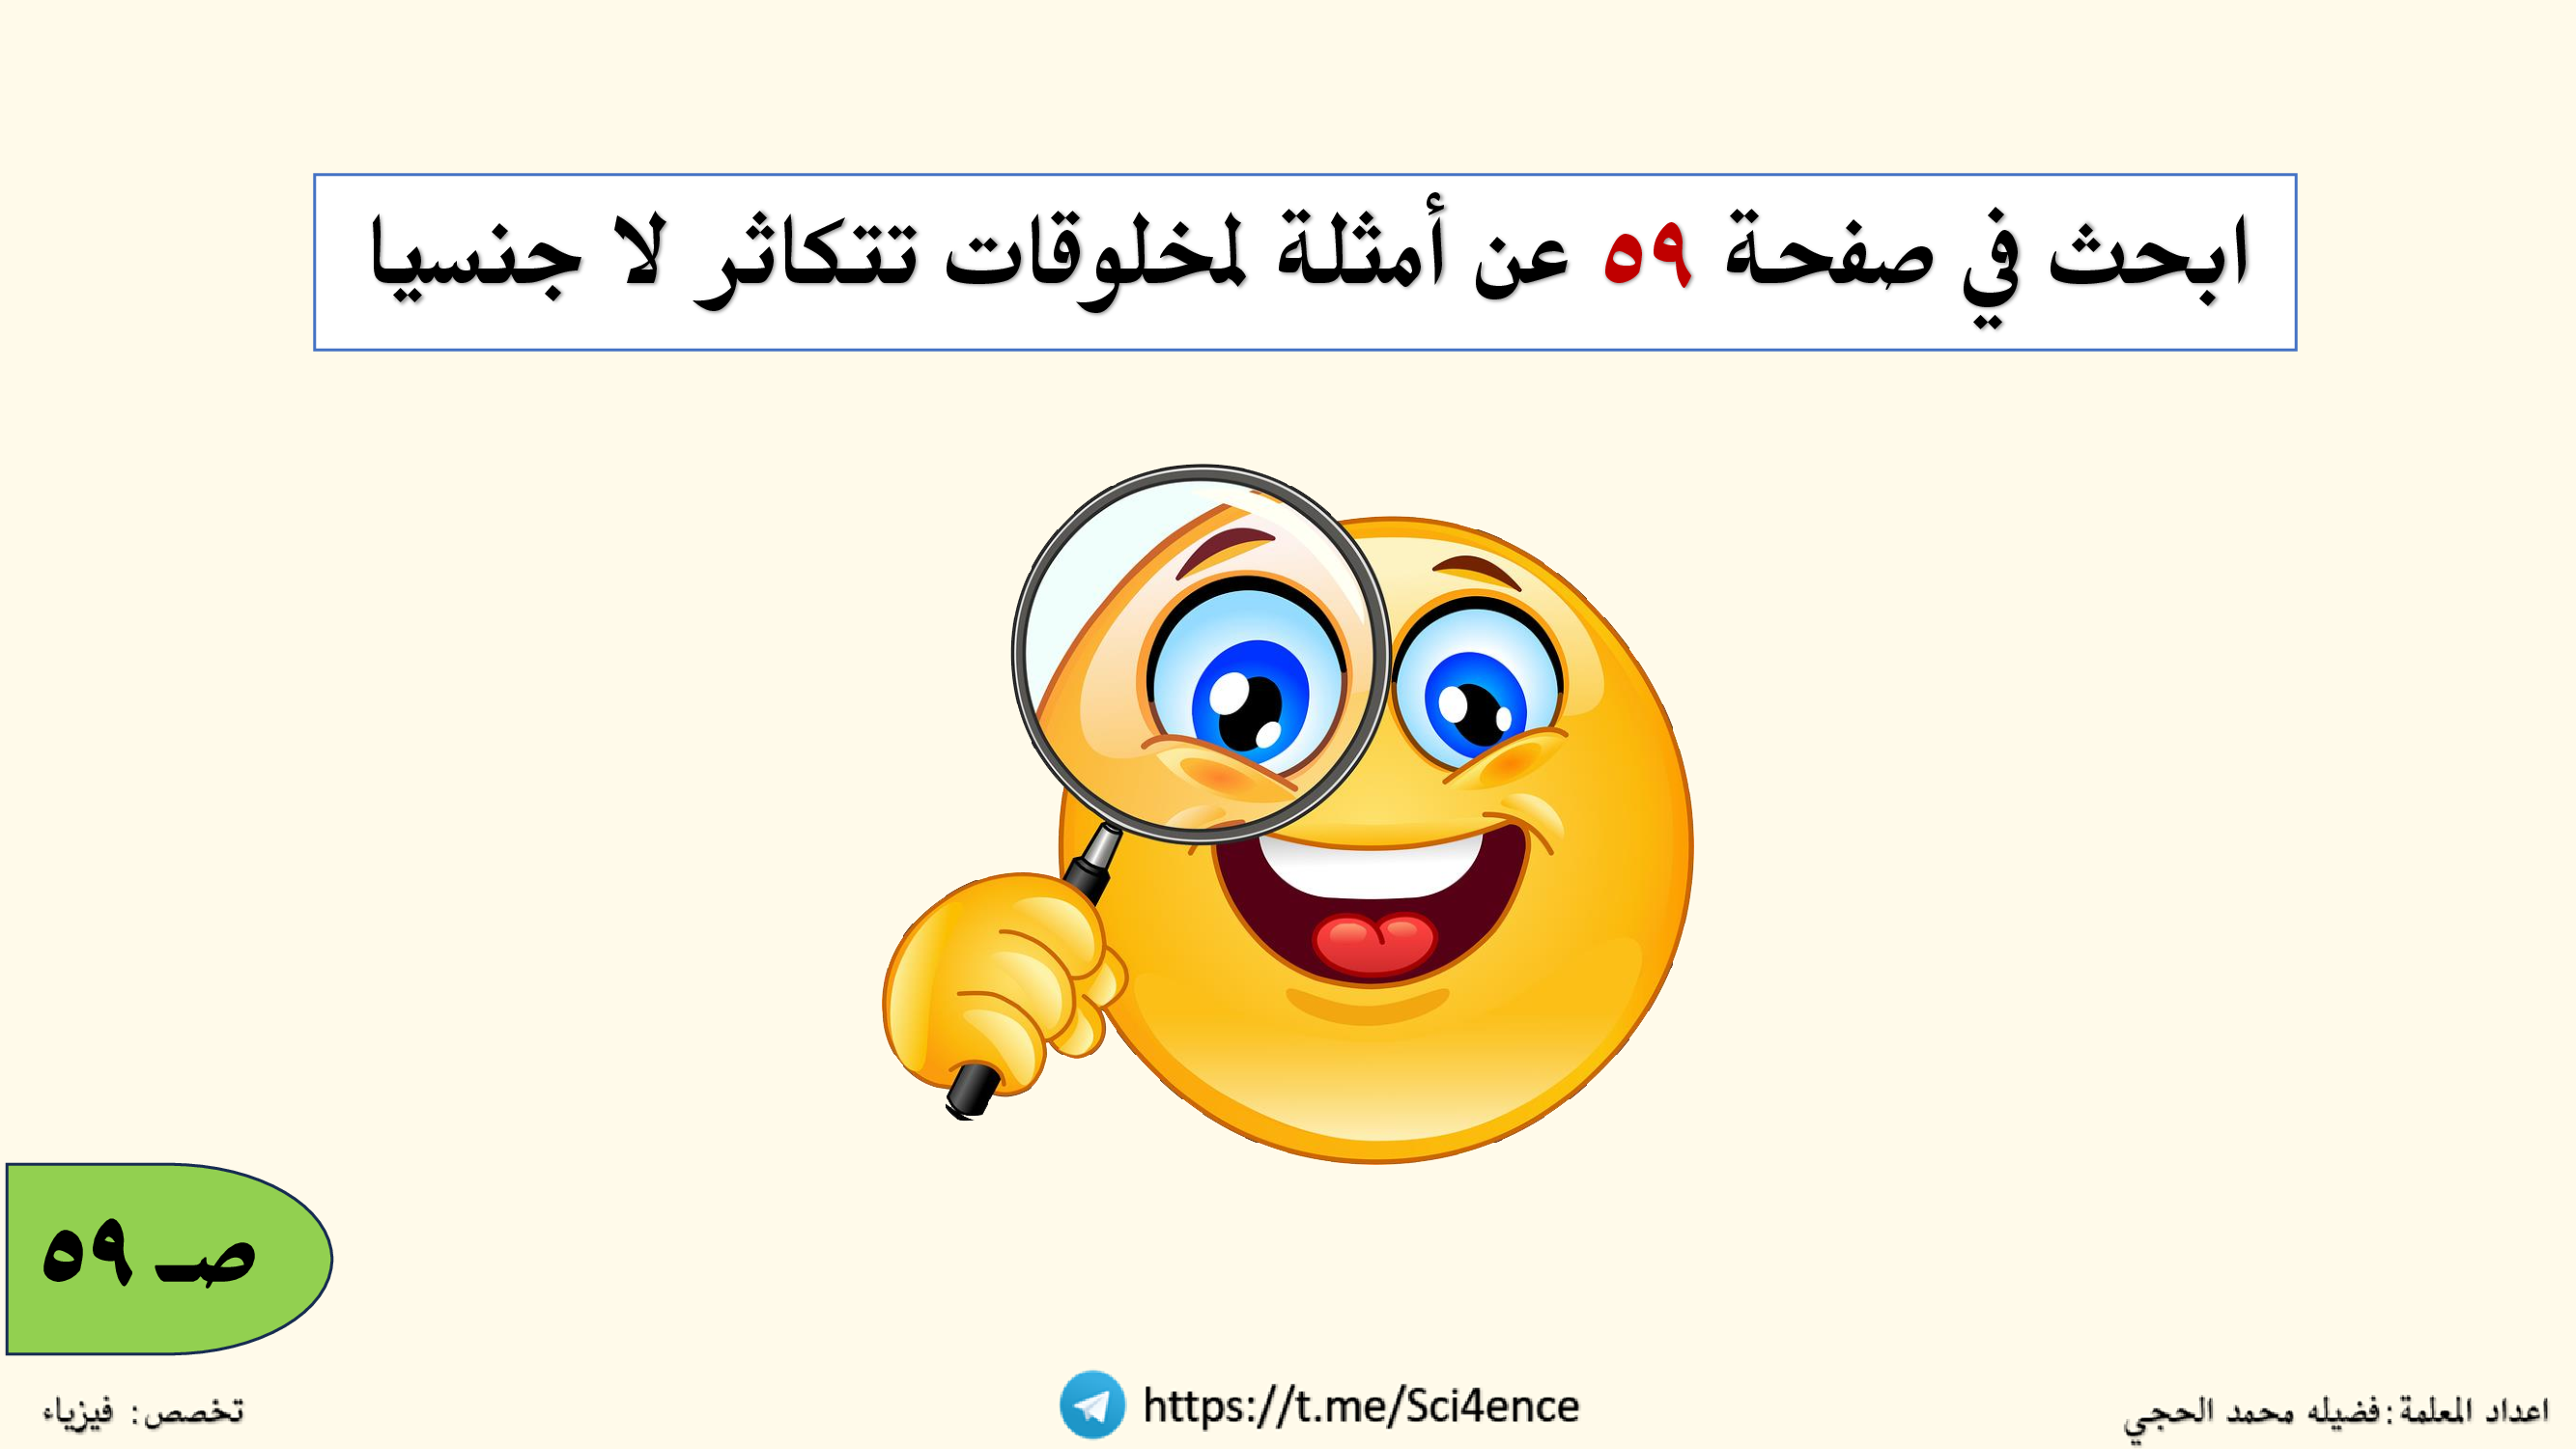 ابحث في صفحة ٥٩ عن أمثلة لمخلوقات تتكاثر لا جنسيا
صـ ٥٩
اعداد المعلمة:فضيله محمد الحجي
https://t.me/Sci4ence
تخصص: فيزياء